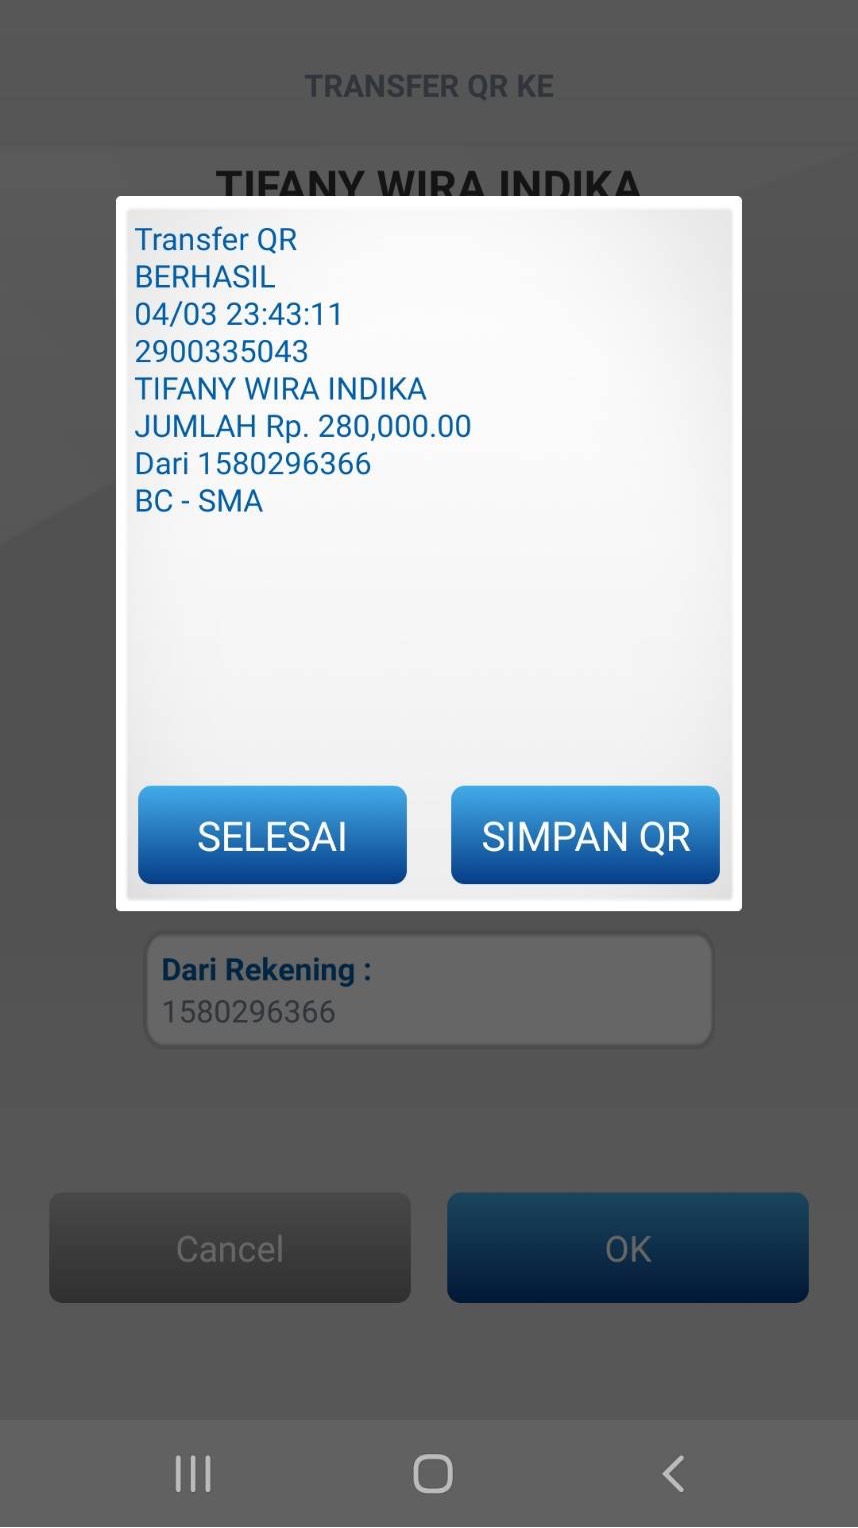 TRANSFER QR KE
TIFANY WIRA INDIKA
Transfer QR
BERHASIL
04/03 23:43:11
2900335043
TIFANY WIRA INDIKA
JUMLAH Rp. 280,000.00
Dari 1580296366
BC - SMA
SELESAI
SIMPAN QR
Dari Rekening :
1580296366
Cancel
OK